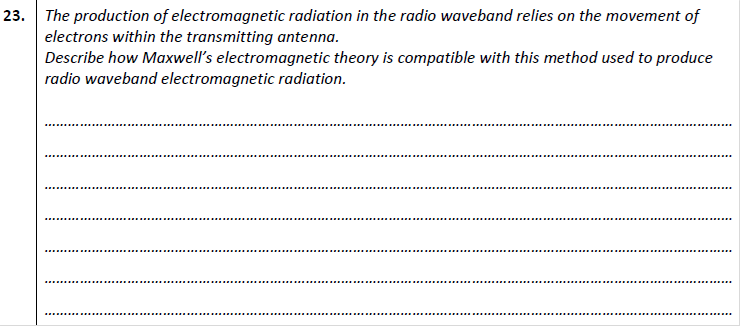 23. The production of electromagnetic radiation in the radio waveband relies on the movement of
electrons within the transmitting antenna.
Describe how Maxwell's electromagnetic theory is compatible with this method used to produce
radio waveband electromagnetic radiation.